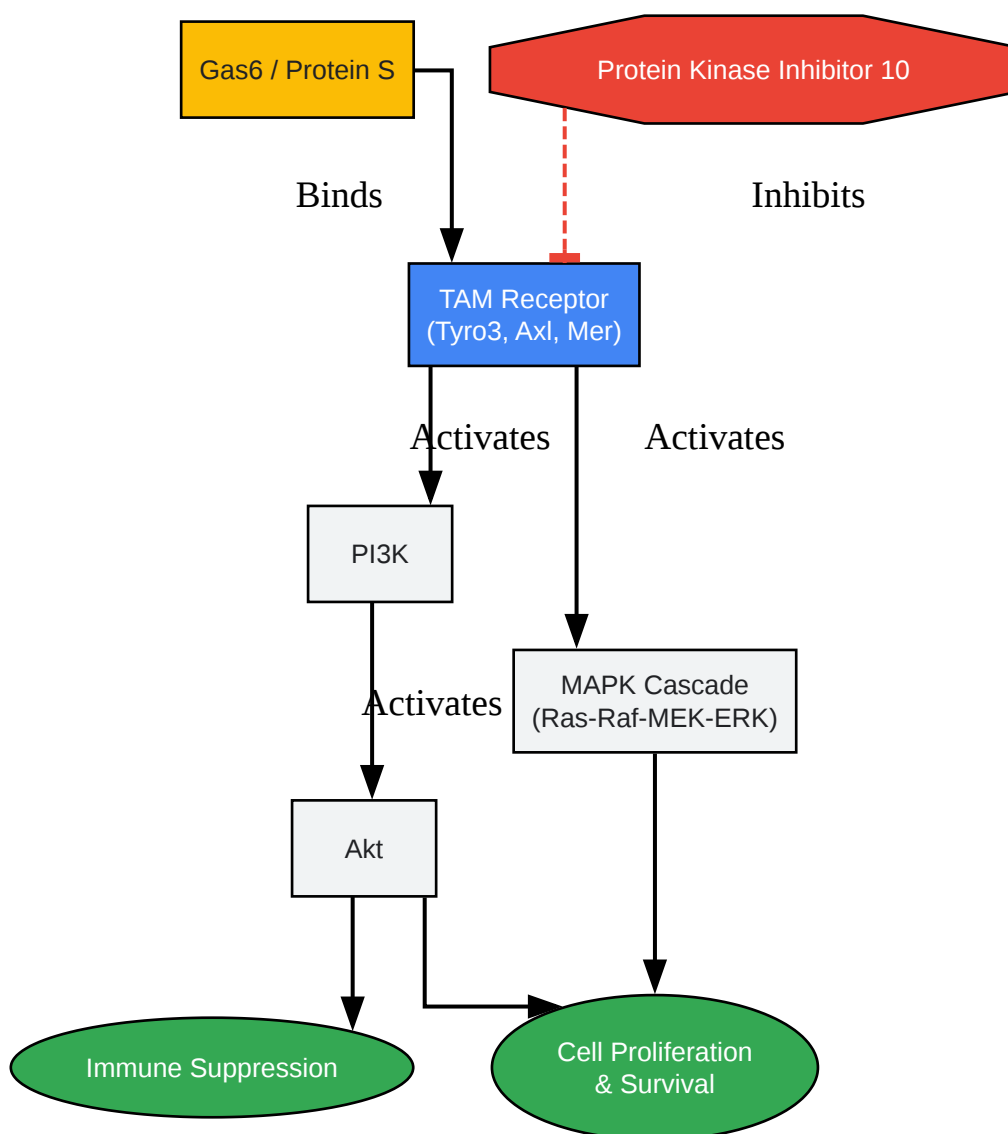 Gas6 / Protein S
Protein Kinase Inhibitor 10
Binds
Inhibits
TAM Receptor
(Tyro3, Axl, Mer)
Activates
Activates
PI3K
MAPK Cascade
(Ras-Raf-MEK-ERK)
Activates
Akt
Immune Suppression
Cell Proliferation
& Survival